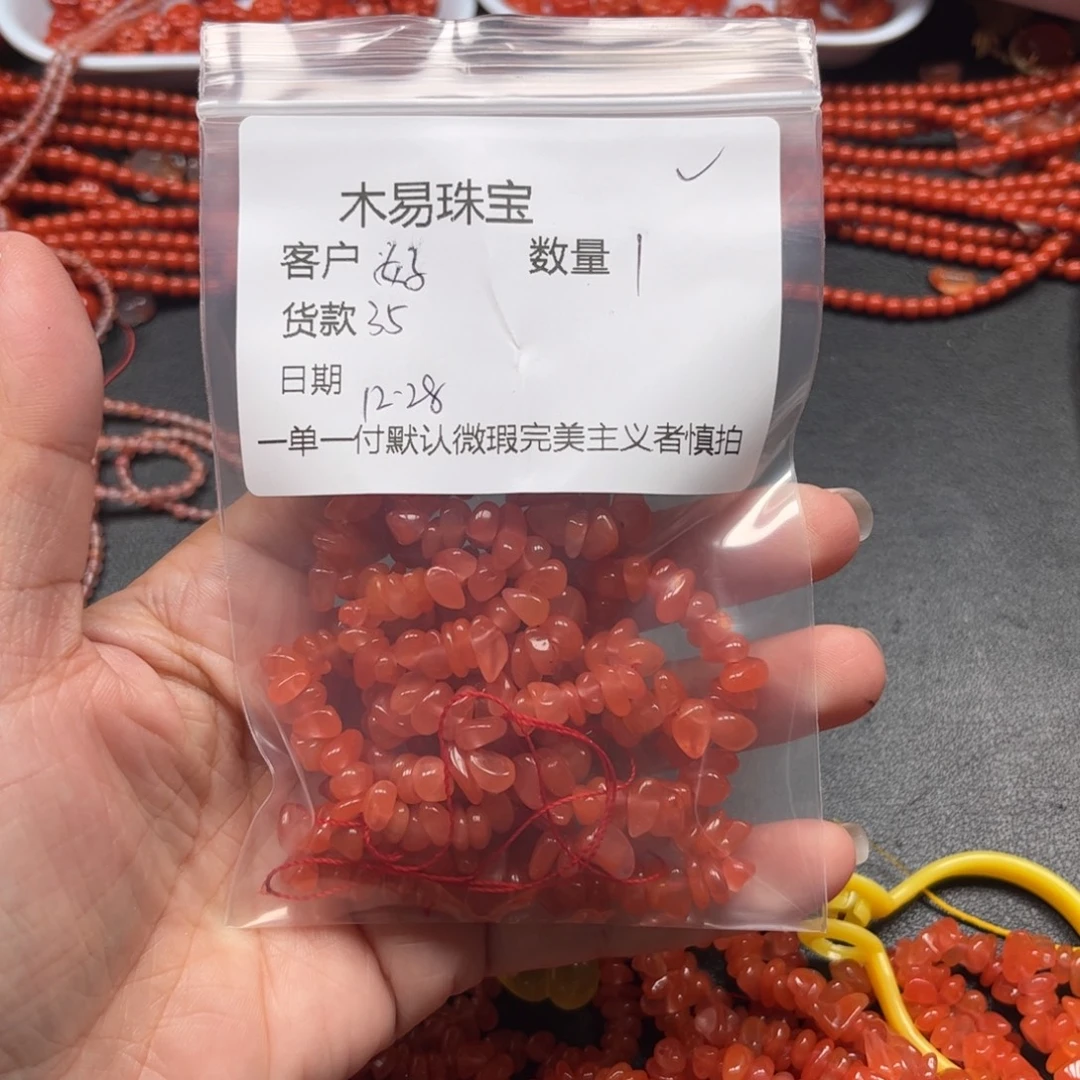 木易珠宝
客户 数量 1
货款 35
日期 12-28
一单一付默认微瑕完美主义者慎拍